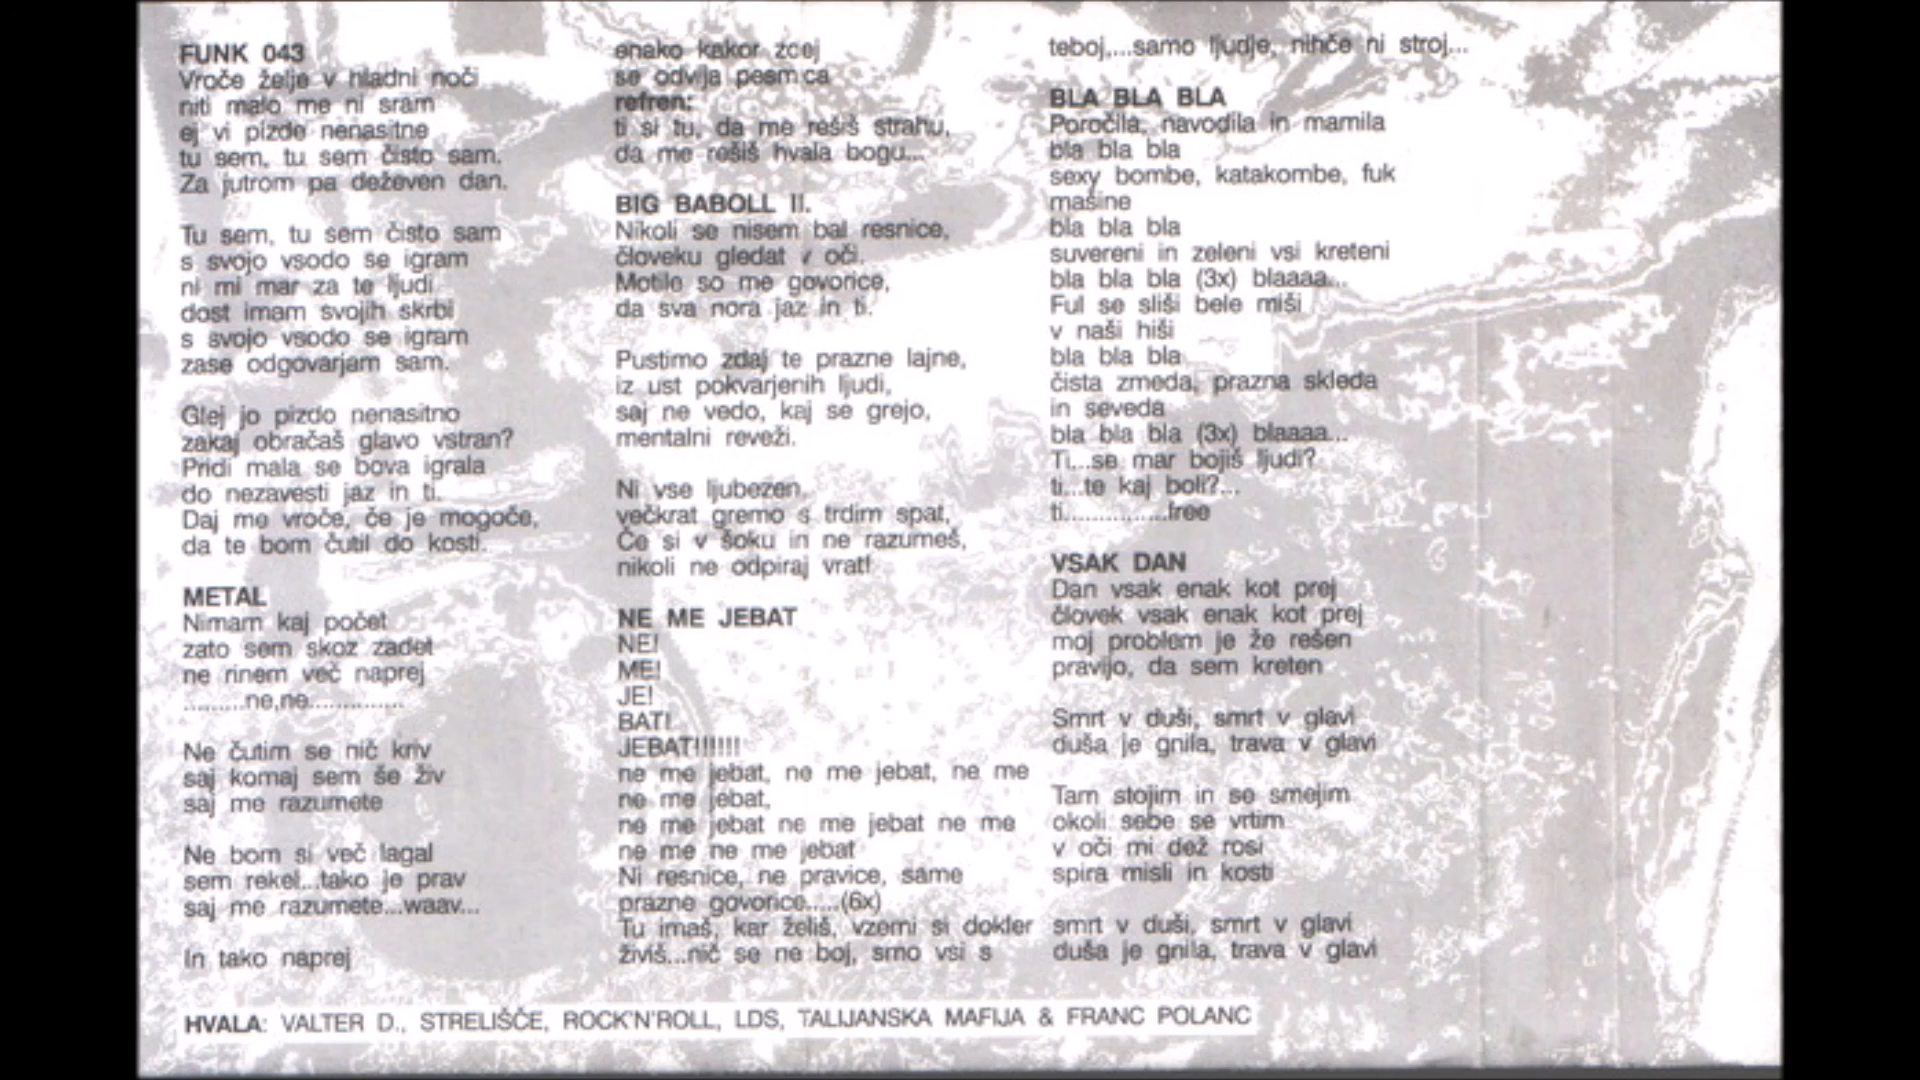 FUNK 043
Vroče želje v hladni noči
niti malo me ni sram
ej vi pizde nenasitne
tu sem, tu sem čisto sam.
Za jutrom pa deževen dan.
Tu sem, tu sem čisto sam
s svojo vsodo se igram
ni mi mar za te ljudi
dost imam svojih skrbi
s svojo vsodo se igram
zase odgovarjam sam.
Glej jo pizdo nenasitno
zakaj obračaš glavo vstran?
Pridi mala se bova igrala
do nezavesti jaz in ti.
Daj me vroče, če je mogoče,
da te bom čutil do kosti.
METAL
Nimam kaj počet
zato sem skoz zadet
ne rinem več naprej
.........ne,ne..............
Ne čutim se nič kriv
saj komaj sem še živ
saj me razumete
Ne bom si več lagal
sem rekel...tako je prav
saj me razumete...waav...
In tako naprej
enako kakor zcej
se odvija pesmica
refren:
ti si tu, da me rešiš strahu,
da me rešiš hvala bogu...
BIG BABOLL II.
Nikoli se nisem bal resnice,
človeku gledat v oči.
Motile so me govorice,
da sva nora jaz in ti.
Pustimo zdaj te prazne lajne,
iz ust pokvarjenih ljudi,
saj ne vedo, kaj se grejo,
mentalni reveži.
Ni vse ljubezen,
večkrat gremo s trdim spat,
Če si v šoku in ne razumeš,
nikoli ne odpiraj vrat!
NE ME JEBAT
NE!
ME!
JE!
BAT!
JEBAT!!!!!!
ne me jebat, ne me jebat, ne me
ne me jebat,
ne me jebat ne me jebat ne me
ne me ne me jebat
Ni resnice, ne pravice, same
prazne govorice.....(6x)
Tu imaš, kar želiš, vzemi si dokler
živiš...nič se ne boj, smo vsi s
teboj....samo ljudje, nihče ni stroj...
BLA BLA BLA
Poročila, navodila in mamila
bla bla bla
sexy bombe, katakombe, fuk
mašine
bla bla bla
suvereni in zeleni vsi kreteni
bla bla bla (3x) blaaaa...
Ful se sliši bele miši
v naši hiši
bla bla bla
čista zmeda, prazna skleda
in seveda
bla bla bla (3x) blaaaa...
Ti...se mar bojiš ljudi?
ti...te kaj boli?...
ti...............free
VSAK DAN
Dan vsak enak kot prej
človek vsak enak kot prej
moj problem je že rešen
pravijo, da sem kreten
Smrt v duši, smrt v glavi
duša je gnila, trava v glavi
Tam stojim in se smejim
okoli sebe se vrtim
v oči mi dež rosi
spira misli in kosti
smrt v duši, smrt v glavi
duša je gnila, trava v glavi
HVALA: VALTER D., STRELIŠČE, ROCK'N'ROLL, LDS, TALIJANSKA MAFIJA & FRANC POLANC